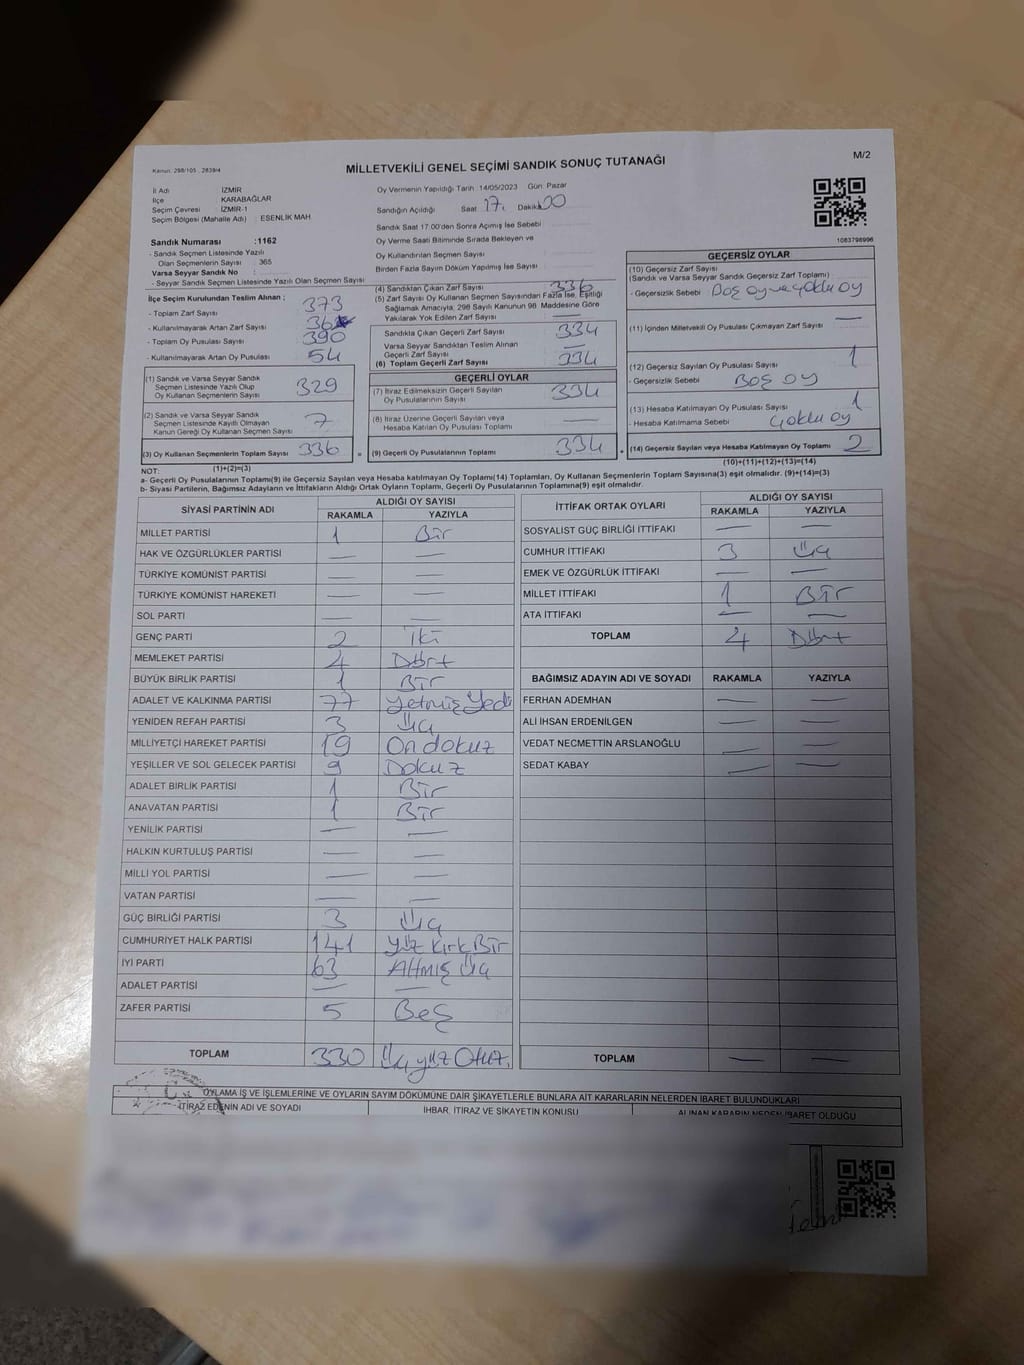 Kanun. 298/105 , 2839/4
MİLLETVEKİLİ GENEL SEÇİMİ SANDIK SONUÇ TUTANAĞI
M/2
İl Adı İZMİR
İlçe : KARABAĞLAR
Seçim Çevresi : İZMİR-1
Seçim Bölgesi (Mahalle Adı) : ESENLİK MAH
Oy Vermenin Yapıldığı Tarih : 14/05/2023 Gün: Pazar
Sandığın Açıldığı Saat 17. Dakika 00
Sandık Saat 17:00'den Sonra Açımış İse Sebebi
Oy Verme Saati Bitiminde Sırada Bekleyen ve
Oy Kullandırılan Seçmen Sayısı
Birden Fazla Sayım Döküm Yapılmış İse Sayısı
1083798996
Sandık Numarası :1162
- Sandık Seçmen Listesinde Yazılı
Olan Seçmenlerin Sayısı : 365
Varsa Seyyar Sandık No :
- Seyyar Sandık Seçmen Listesinde Yazılı Olan Seçmen Sayısı
İlçe Seçim Kurulundan Teslim Alınan ;
- Toplam Zarf Sayısı 373
- Kullanılmayarak Artan Zarf Sayısı
- Toplam Oy Pusulası Sayısı 390
- Kullanılmayarak Artan Oy Pusulası 54
(1) Sandık ve Varsa Seyyar Sandık
Seçmen Listesinde Yazılı Olup
Oy Kullanan Seçmenlerin Sayısı 329
(2) Sandık ve Varsa Seyyar Sandık
Seçmen Listesinde Kayıtlı Olmayan
Kanun Gereği Oy Kullanan Seçmen Sayısı 7
(3) Oy Kullanan Seçmenlerin Toplam Sayısı 336 =
(1)+(2)=(3)
(4) Sandıktan Çıkan Zarf Sayısı 336
(5) Zarf Sayısı Oy Kullanan Seçmen Sayısından Fazla İse, Eşitliği
Sağlamak Amacıyla, 298 Sayılı Kanunun 98. Maddesine Göre
Yakılarak Yok Edilen Zarf Sayısı —
Sandıkla Çıkan Geçerli Zarf Sayısı 334
Varsa Seyyar Sandıktan Teslim Alınan
Geçerli Zarf Sayısı —
(6) Toplam Geçerli Zarf Sayısı 334
GEÇERLİ OYLAR
(7) İtiraz Edilmeksizin Geçerli Sayılan
Oy Pusulalarının Sayısı 334
(8) İtiraz Üzerine Geçerli Sayılan veya
Hesaba Katılan Oy Pusulası Toplamı —
(9) Geçerli Oy Pusulalarının Toplamı 334 +
GEÇERSİZ OYLAR
(10) Geçersiz Zarf Sayısı
(Sandık ve Varsa Seyyar Sandık Geçersiz Zarf Toplamı)
- Geçersizlik Sebebi : Boş oy ve çoklu oy
(11) İçinden Milletvekili Oy Pusulası Çıkmayan Zarf Sayısı —
(12) Geçersiz Sayılan Oy Pusulası Sayısı 1
- Geçersizlik Sebebi : Boş oy
(13) Hesaba Katılmayan Oy Pusulası Sayısı 1
- Hesaba Katılmama Sebebi : Çoklu oy
(14) Geçersiz Sayılan veya Hesaba Katılmayan Oy Toplamı 2
(10)+(11)+(12)+(13)=(14)
NOT:
a- Geçerli Oy Pusulalarının Toplamı(9) ile Geçersiz Sayılan veya Hesaba katılmayan Oy Toplamı(14) Toplamları, Oy Kullanan Seçmenlerin Toplam Sayısına(3) eşit olmalıdır. (9)+(14)=(3)
b- Siyasi Partilerin, Bağımsız Adayların ve İttifakların Aldığı Ortak Oyların Toplamı, Geçerli Oy Pusulalarının Toplamına(9) eşit olmalıdır.
SİYASİ PARTİNİN ADI ALDIĞI OY SAYISI
RAKAMLA YAZIYLA
MİLLET PARTİSİ 1 Bir
HAK VE ÖZGÜRLÜKLER PARTİSİ — —
TÜRKİYE KOMÜNİST PARTİSİ — —
TÜRKİYE KOMÜNİST HAREKETİ — —
SOL PARTİ — —
GENÇ PARTİ 2 İki
MEMLEKET PARTİSİ 4 Dört
BÜYÜK BİRLİK PARTİSİ 1 Bir
ADALET VE KALKINMA PARTİSİ 77 Yetmiş Yedi
YENİDEN REFAH PARTİSİ 3 Üç
MİLLİYETÇİ HAREKET PARTİSİ 19 On dokuz
YEŞİLLER VE SOL GELECEK PARTİSİ 9 Dokuz
ADALET BİRLİK PARTİSİ 1 Bir
ANAVATAN PARTİSİ 1 Bir
YENİLİK PARTİSİ — —
HALKIN KURTULUŞ PARTİSİ — —
MİLLİ YOL PARTİSİ — —
VATAN PARTİSİ — —
GÜÇ BİRLİĞİ PARTİSİ 3 Üç
CUMHURİYET HALK PARTİSİ 141 Yüz Kırk Bir
İYİ PARTİ 63 Altmış Üç
ADALET PARTİSİ — —
ZAFER PARTİSİ 5 Beş
TOPLAM 330 Üç yüz Otuz.
İTTİFAK ORTAK OYLARI ALDIĞI OY SAYISI
RAKAMLA YAZIYLA
SOSYALİST GÜÇ BİRLİĞİ İTTİFAKI — —
CUMHUR İTTİFAKI 3 Üç
EMEK VE ÖZGÜRLÜK İTTİFAKI — —
MİLLET İTTİFAKI 1 Bir
ATA İTTİFAKI — —
TOPLAM 4 Dört
BAĞIMSIZ ADAYIN ADI VE SOYADI RAKAMLA YAZIYLA
FERHAN ADEMHAN — —
ALİ İHSAN ERDENİLGEN — —
VEDAT NECMETTİN ARSLANOĞLU — —
SEDAT KABAY — —
TOPLAM — —
OYLAMA İŞ VE İŞLEMLERİNE VE OYLARIN SAYIM DÖKÜMÜNE DAİR ŞİKAYETLERLE BUNLARA AİT KARARLARIN NELERDEN İBARET BULUNDUKLARI
İTİRAZ EDENİN ADI VE SOYADI İHBAR, İTİRAZ VE ŞİKAYETİN KONUSU ALINAN KARARIN NEDEN İBARET OLDUĞU